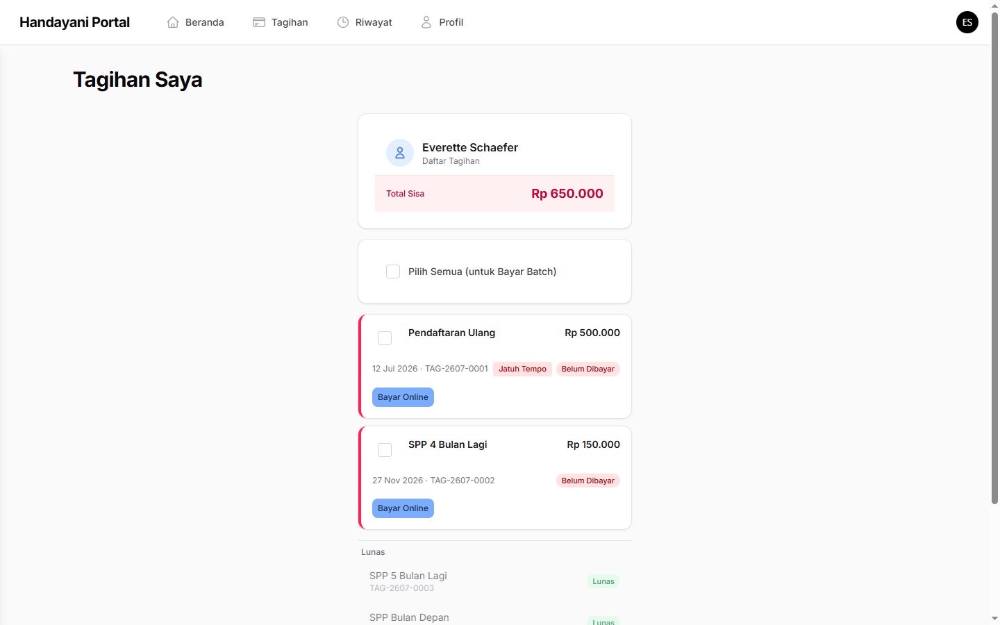 Handayani Portal
Beranda
Tagihan
Riwayat
Profil
ES
Tagihan Saya
Everette Schaefer
Daftar Tagihan
Total Sisa
Rp 650.000
Pilih Semua (untuk Bayar Batch)
Pendaftaran Ulang
Rp 500.000
12 Jul 2026 · TAG-2607-0001
Jatuh Tempo
Belum Dibayar
Bayar Online
SPP 4 Bulan Lagi
Rp 150.000
27 Nov 2026 · TAG-2607-0002
Belum Dibayar
Bayar Online
Lunas
SPP 5 Bulan Lagi
TAG-2607-0003
Lunas
SPP Bulan Depan
Lunas